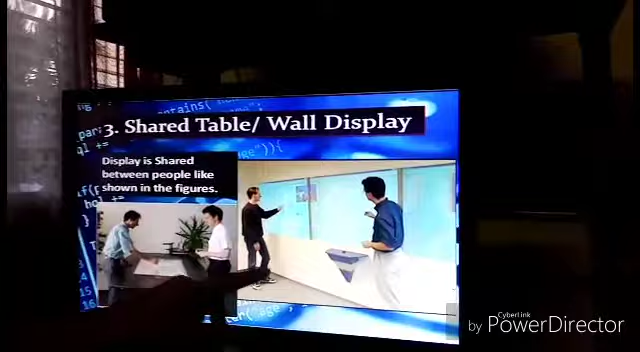 3. Shared Table/ Wall Display
Display is Shared
between people like
shown in the figures.
CyberLink
by PowerDirector